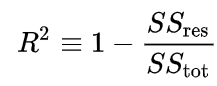 R² ≡ 1 − SS_res / SS_tot